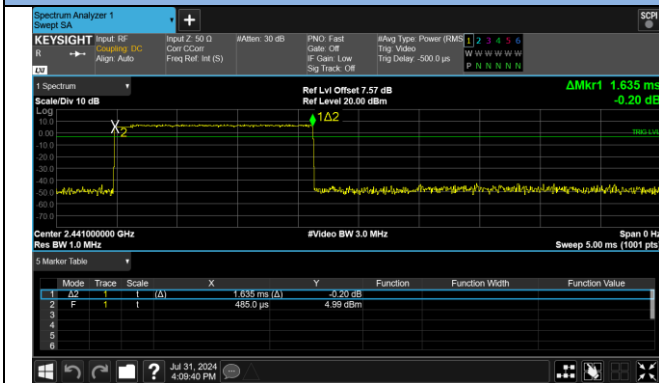 Spectrum Analyzer 1
Swept SA
+
SCPI
KEYSIGHT Input: RF Input Z: 50 Ω #Atten: 30 dB PNO: Fast #Avg Type: Power (RMS 1 2 3 4 5 6
R Coupling: DC Corr CCorr Gate: Off Trig: Video W W W W W W
Align: Auto Freq Ref: Int (S) IF Gain: Low Trig Delay: -500.0 µs P N N N N N
Sig Track: Off
LXI
1 Spectrum Ref Lvl Offset 7.57 dB ΔMkr1 1.635 ms
Scale/Div 10 dB Ref Level 20.00 dBm -0.20 dB
Log
10.0
0.00 X2 1Δ2 TRIG LVL
-10.0
-20.0
-30.0
-40.0
-50.0
-60.0
-70.0
Center 2.441000000 GHz #Video BW 3.0 MHz Span 0 Hz
Res BW 1.0 MHz Sweep 5.00 ms (1001 pts)
5 Marker Table
Mode Trace Scale X Y Function Function Width Function Value
1 Δ2 1 t (Δ) 1.635 ms (Δ) -0.20 dB
2 F 1 t 485.0 µs 4.99 dBm
3
4
5
6
? Jul 31, 2024
4:09:40 PM